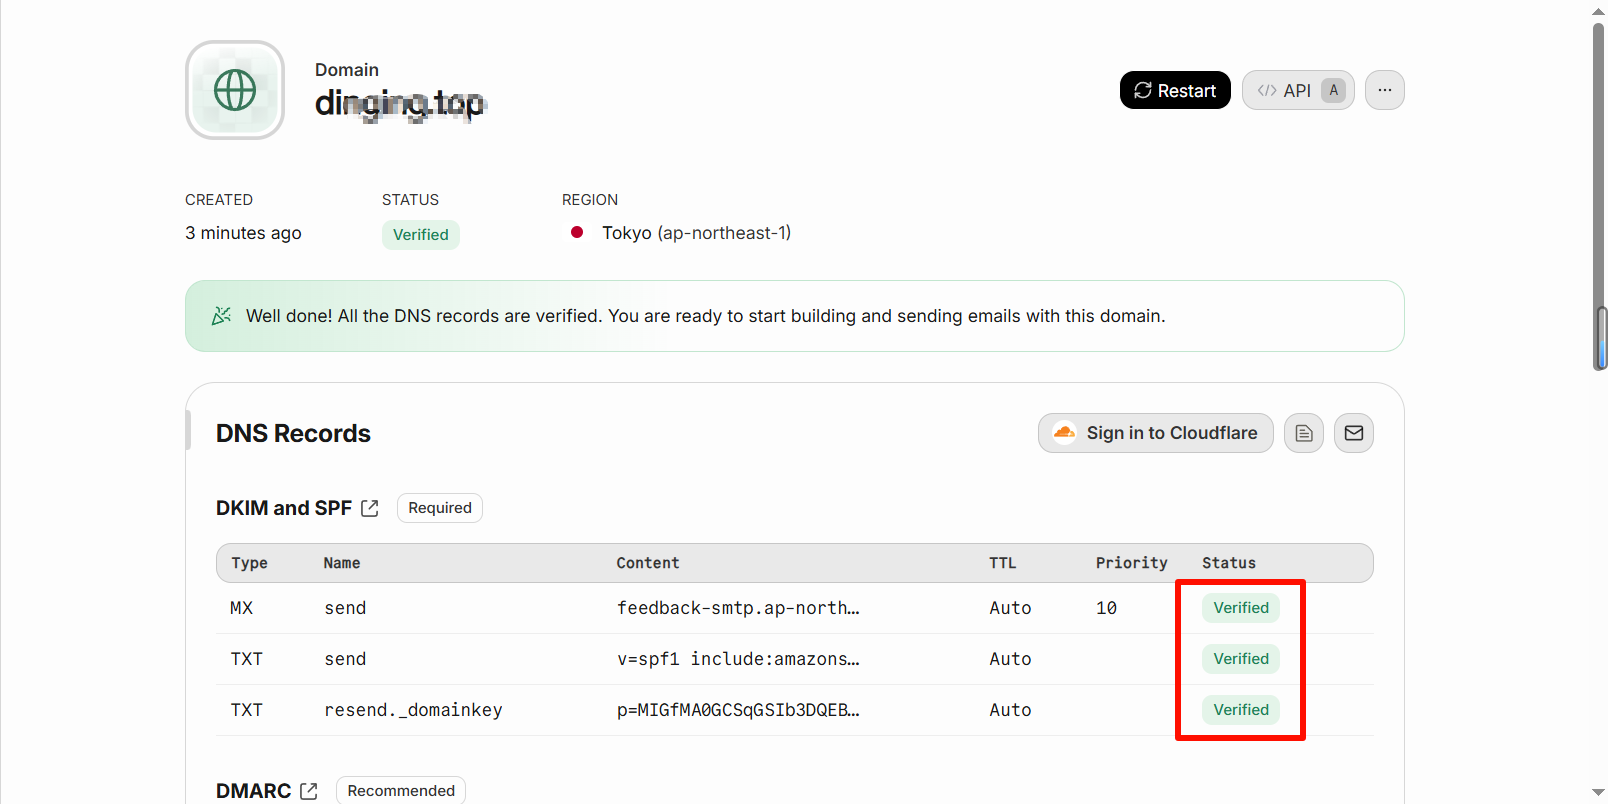 Domain
Restart
API A
CREATED STATUS REGION
3 minutes ago Verified Tokyo (ap-northeast-1)
Well done! All the DNS records are verified. You are ready to start building and sending emails with this domain.
DNS Records
Sign in to Cloudflare
DKIM and SPF Required
Type Name Content TTL Priority Status
MX send feedback-smtp.ap-north… Auto 10 Verified
TXT send v=spf1 include:amazons… Auto Verified
TXT resend._domainkey p=MIGfMA0GCSqGSIb3DQEB… Auto Verified
DMARC Recommended